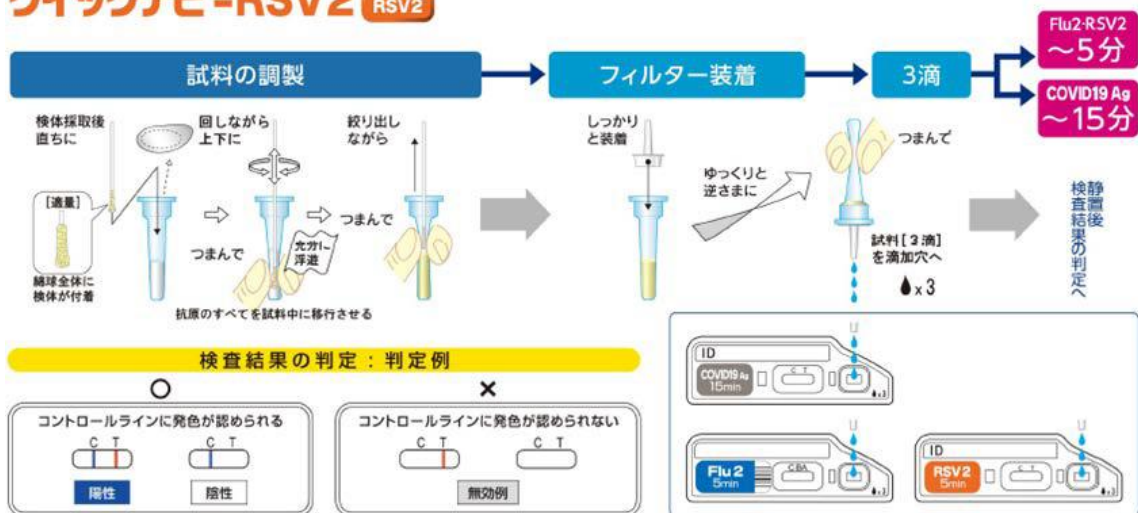 クイックナビ-RSV2 RSV2
Flu2·RSV2
～5分
COVID19 Ag
～15分
試料の調製
フィルター装着
3滴
検体採取後
直ちに
回しながら
上下に
絞り出し
ながら
しっかり
と装着
つまんで
ゆっくりと
逆さまに
[適量]
つまんで
つまんで
充分に
浮遊
綿球全体に
検体が付着
抗原のすべてを試料中に移行させる
試料[3滴]
を滴加穴へ
x3
静置後
検査結果の判定へ
検査結果の判定：判定例
○
×
コントロールラインに発色が認められる
コントロールラインに発色が認められない
C T
C T
C T
C T
陽性
陰性
無効例
ID
COVID19 Ag
15min
C T
x3
Flu 2
5min
C BA
x3
ID
RSV2
5min
C T
x3